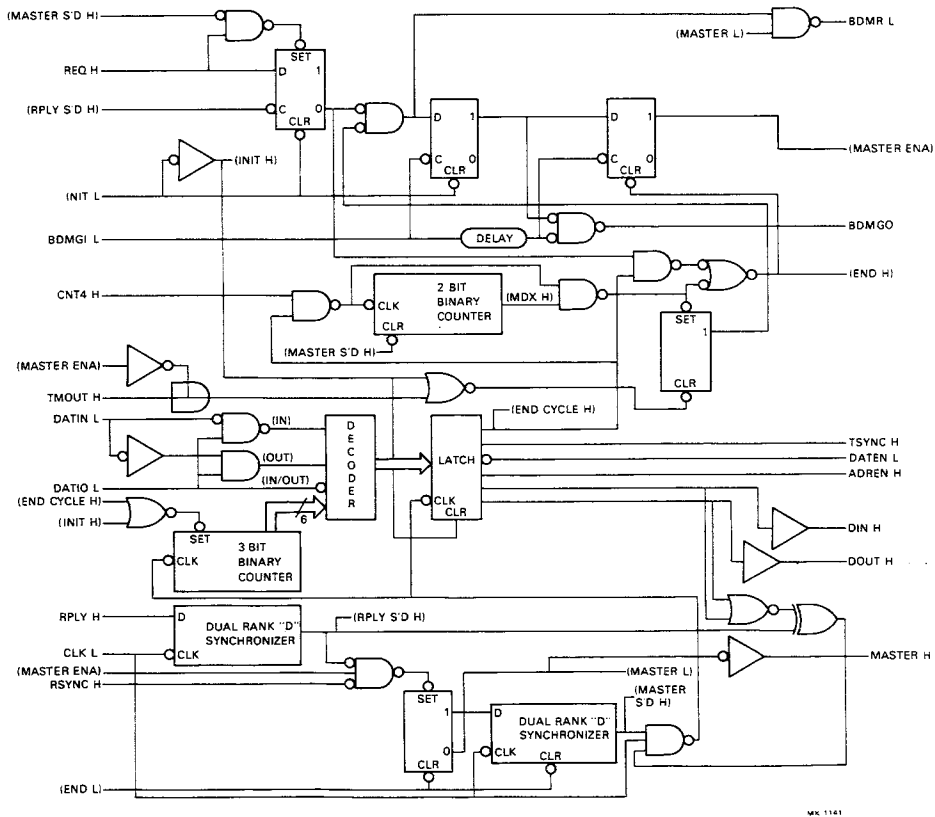 (MASTER S'D H)
SET
BDMR L
(MASTER L)
REQ H
D 1
(RPLY S'D H)
C 0
CLR
D 1
C 0
CLR
D 1
C 0
CLR
(MASTER ENA)
(INIT H)
(NIT L
BDMGI L
DELAY
BDMGO
(END H)
CNT4 H
CLK
2 BIT
BINARY
COUNTER
CLR
(MDX H)
(MASTER S'D H)
SET
1
CLR
(MASTER ENA)
TMOUT H
DATIN L
(IN)
(OUT)
DATIO L
(IN/OUT)
DECODER
(END CYCLE H)
LATCH
CLK
CLR
TSYNC H
DATEN L
ADREN H
(END CYCLE H)
(INIT H)
6
SET
CLK
3 BIT
BINARY
COUNTER
DIN H
DOUT H
RPLY H
D
DUAL RANK "D"
SYNCHRONIZER
CLK
(RPLY S'D H)
CLK L
(MASTER ENA)
RSYNC H
(MASTER L)
MASTER H
SET
1
0
CLR
D
DUAL RANK "D"
SYNCHRONIZER
CLK
CLR
(MASTER
S'D H)
(END L)
MK 1141